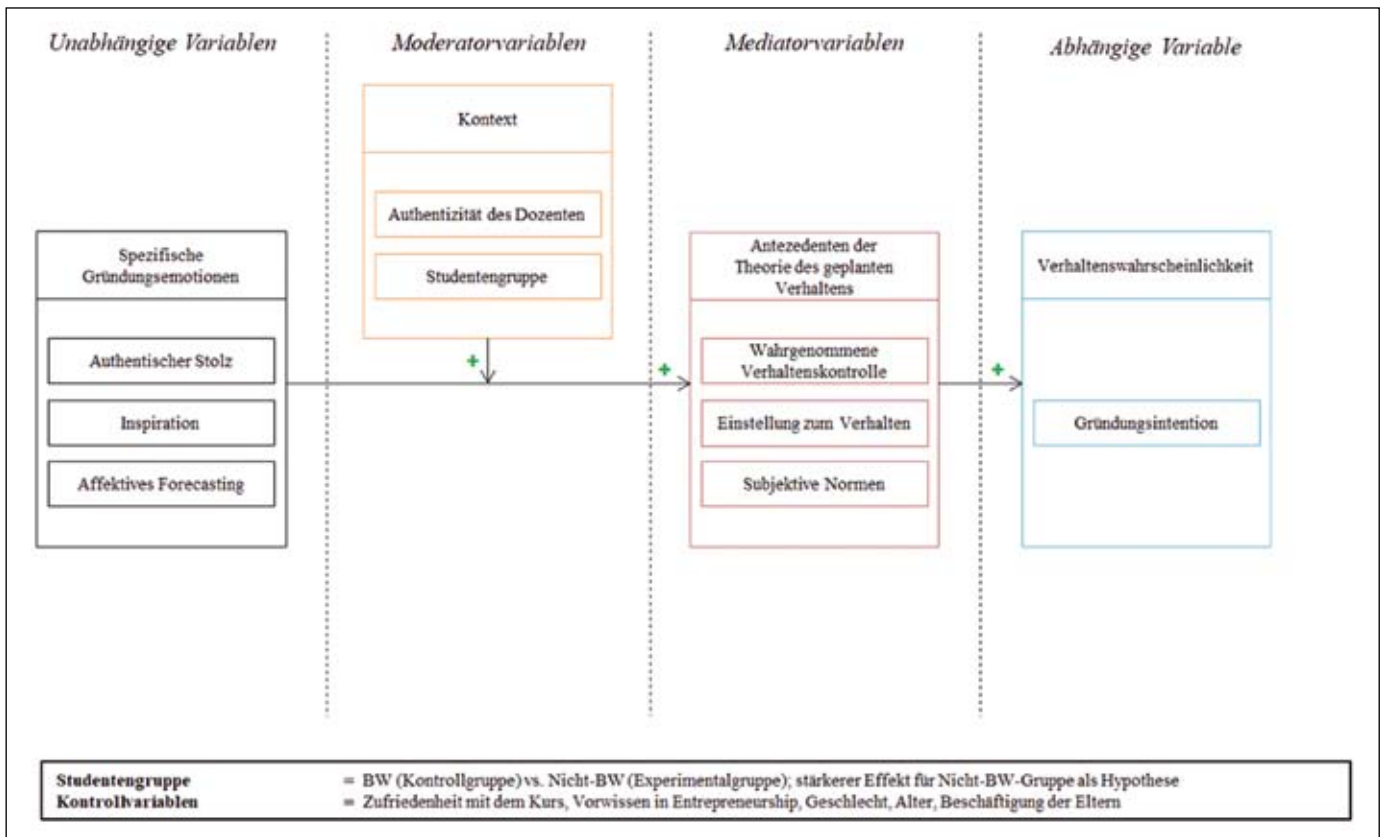 Unabhängige Variablen
Moderatorvariablen
Mediatorvariablen
Abhängige Variable
Spezifische
Gründungsemotionen
Authentischer Stolz
Inspiration
Affektives Forecasting
Kontext
Authentizität des Dozenten
Studentengruppe
+
+
Antezedenten der
Theorie des geplanten
Verhaltens
Wahrgenommene
Verhaltenskontrolle
Einstellung zum Verhalten
Subjektive Normen
+
Verhaltenswahrscheinlichkeit
Gründungsintention
Studentengruppe = BW (Kontrollgruppe) vs. Nicht-BW (Experimentalgruppe); stärkerer Effekt für Nicht-BW-Gruppe als Hypothese
Kontrollvariablen = Zufriedenheit mit dem Kurs, Vorwissen in Entrepreneurship, Geschlecht, Alter, Beschäftigung der Eltern